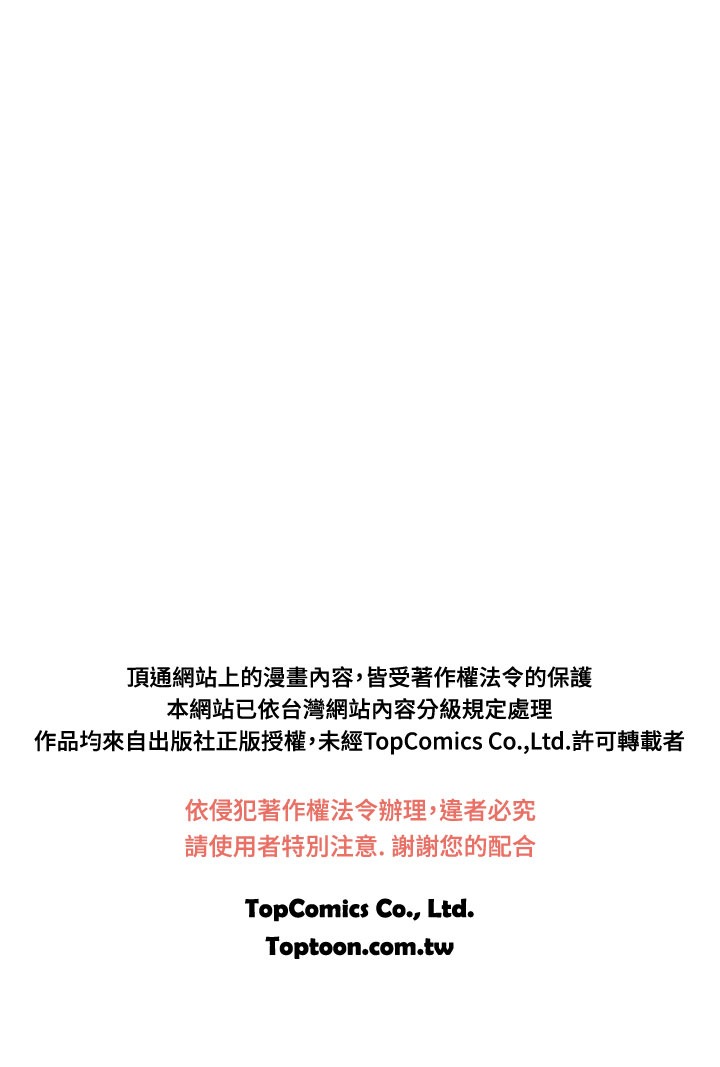 頂通網站上的漫畫內容，皆受著作權法令的保護
本網站已依台灣網站內容分級規定處理
作品均來自出版社正版授權，未經TopComics Co.,Ltd.許可轉載者
依侵犯著作權法令辦理，違者必究
請使用者特別注意. 謝謝您的配合
TopComics Co., Ltd.
Toptoon.com.tw